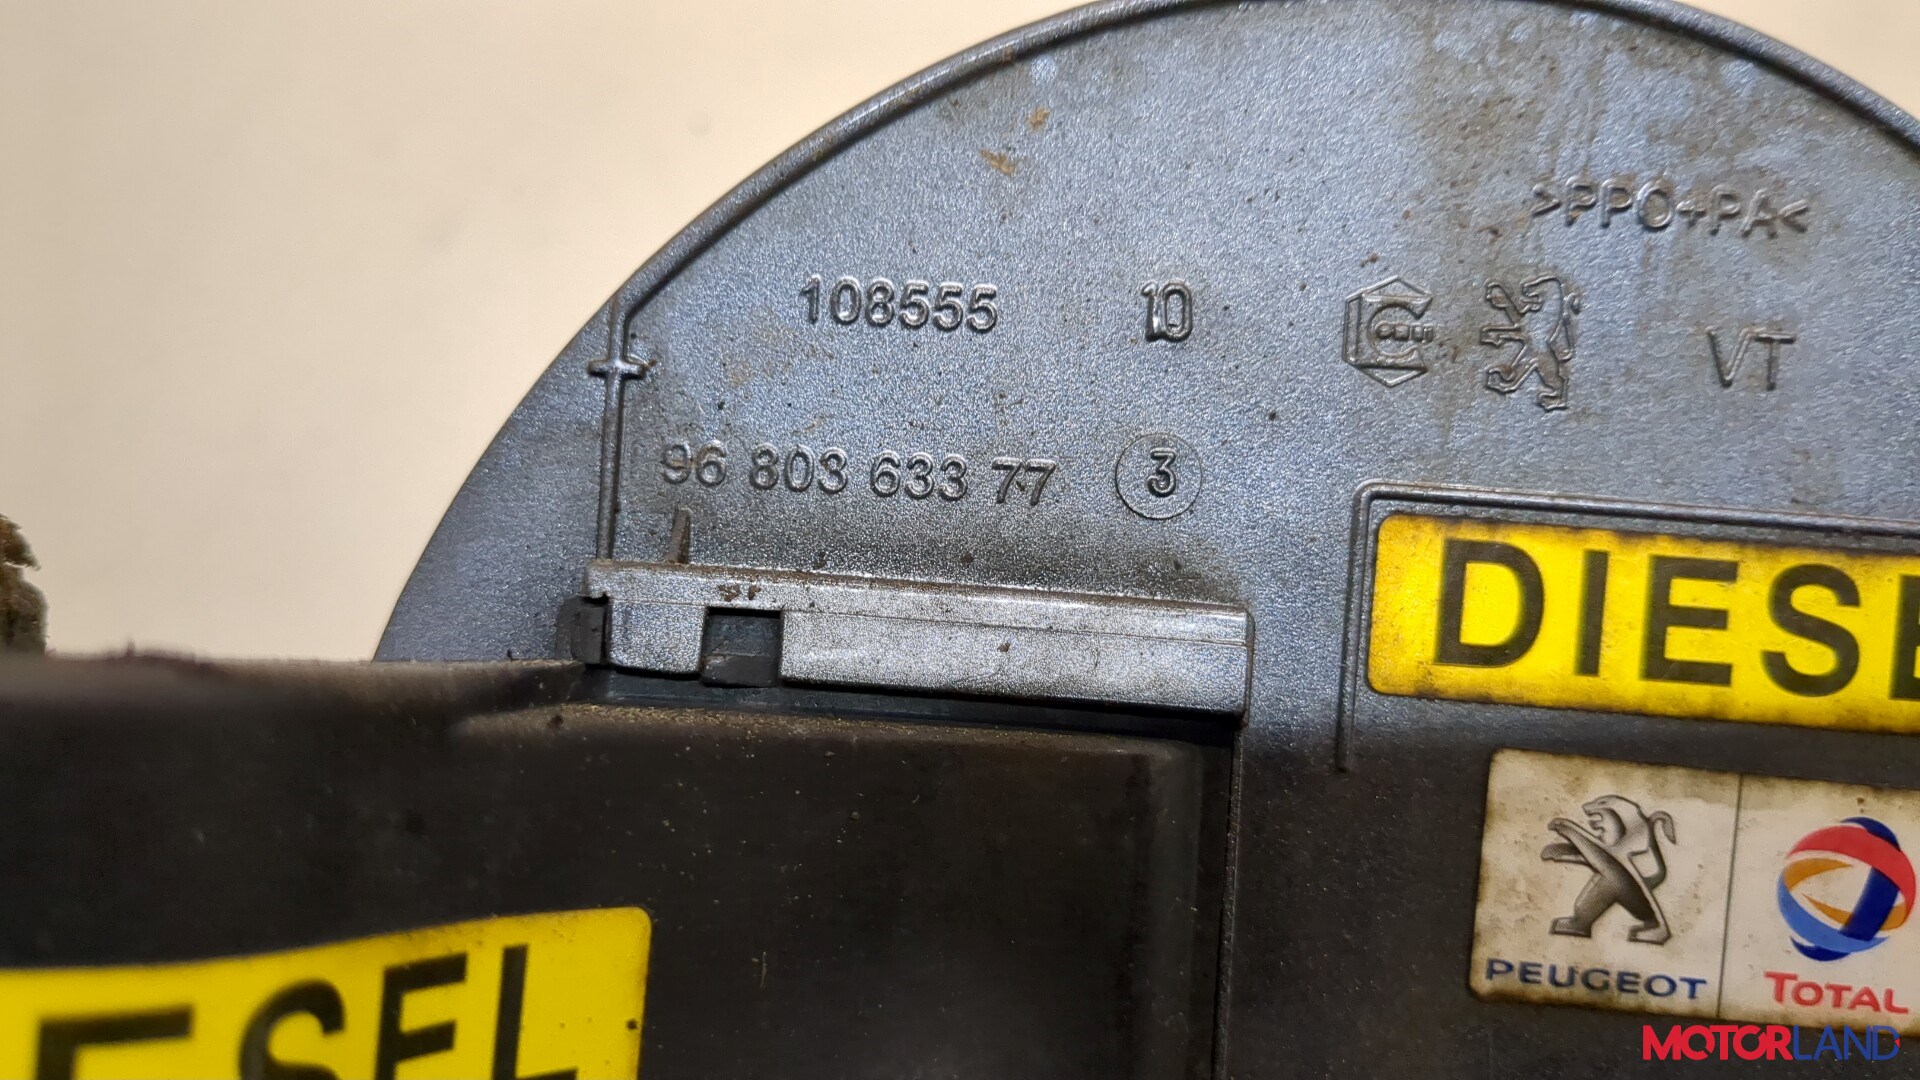 >PPO+PA<
108555 10
VT
96 803 633 77 3
DIESE
PEUGEOT TOTAL
ESEL
MOTORLAND